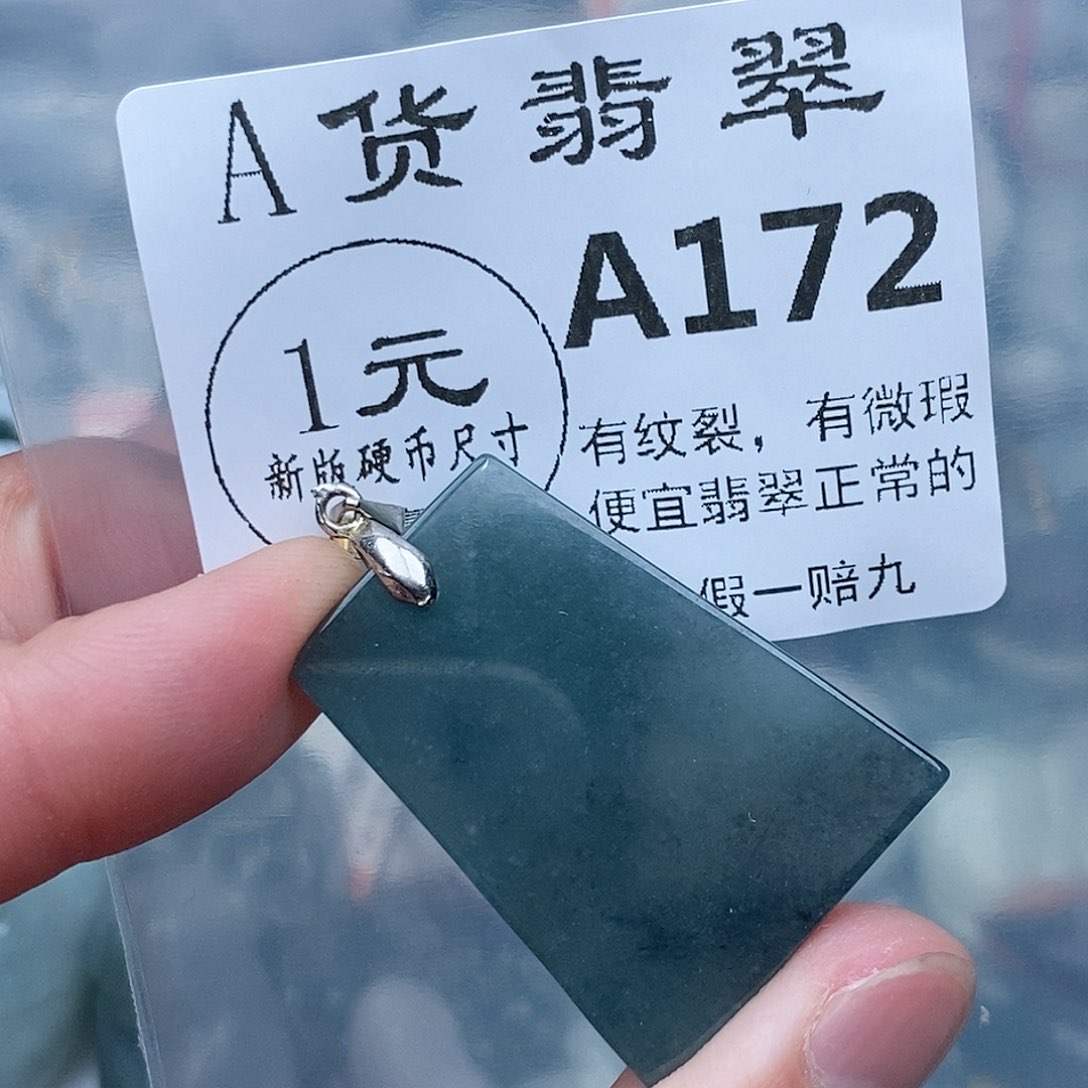 A货翡翠
A172
1元
新版硬币尺寸
有纹裂，有微瑕
便宜翡翠正常的
假一赔九